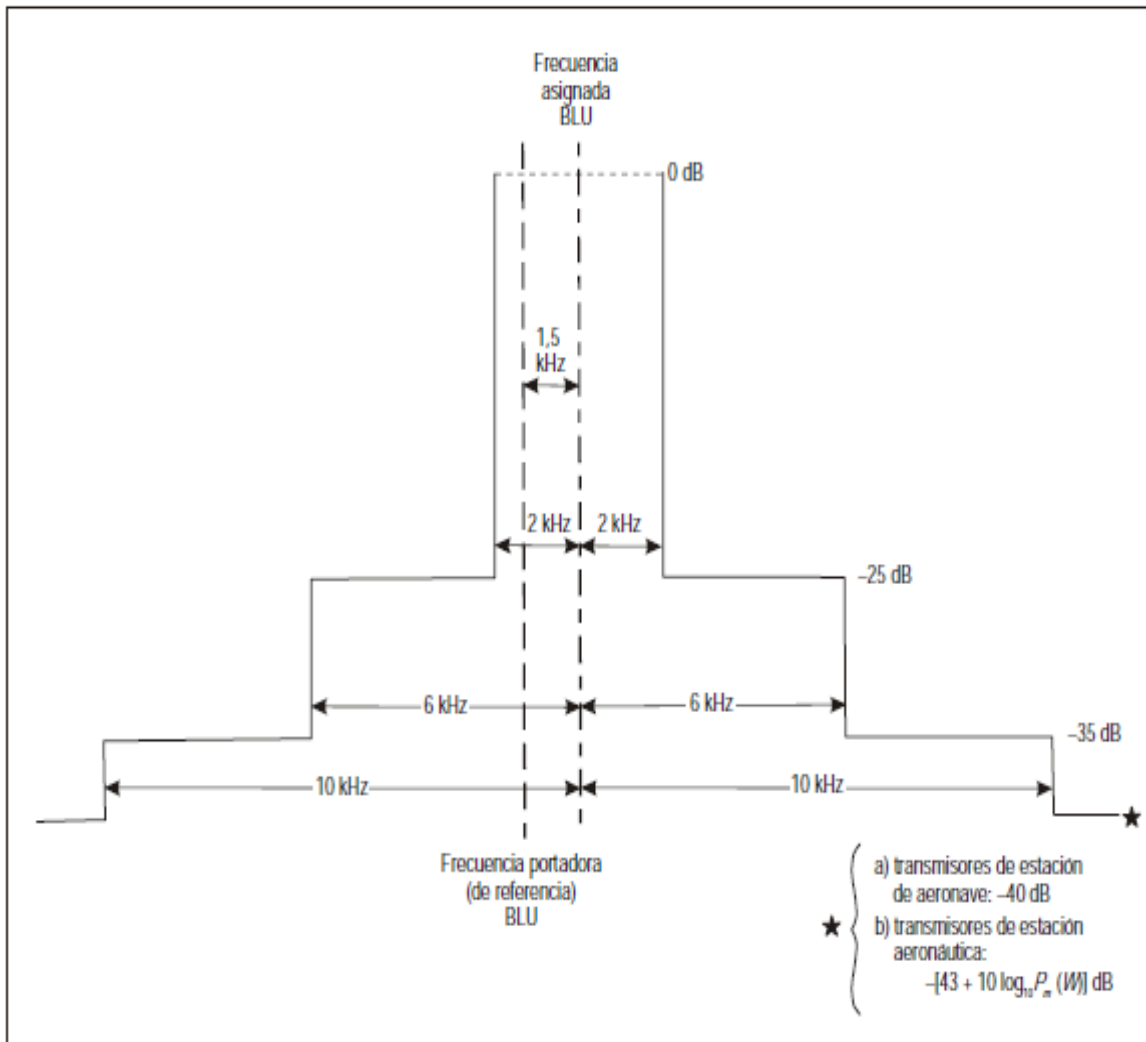 Frecuencia
asignada
BLU
0 dB
1,5
kHz
2 kHz
2 kHz
−25 dB
6 kHz
6 kHz
−35 dB
10 kHz
10 kHz
★
Frecuencia portadora
(de referencia)
BLU
★
a) transmisores de estación
de aeronave: −40 dB
b) transmisores de estación
aeronáutica:
−[43 + 10 log₁₀Pₘ (W)] dB